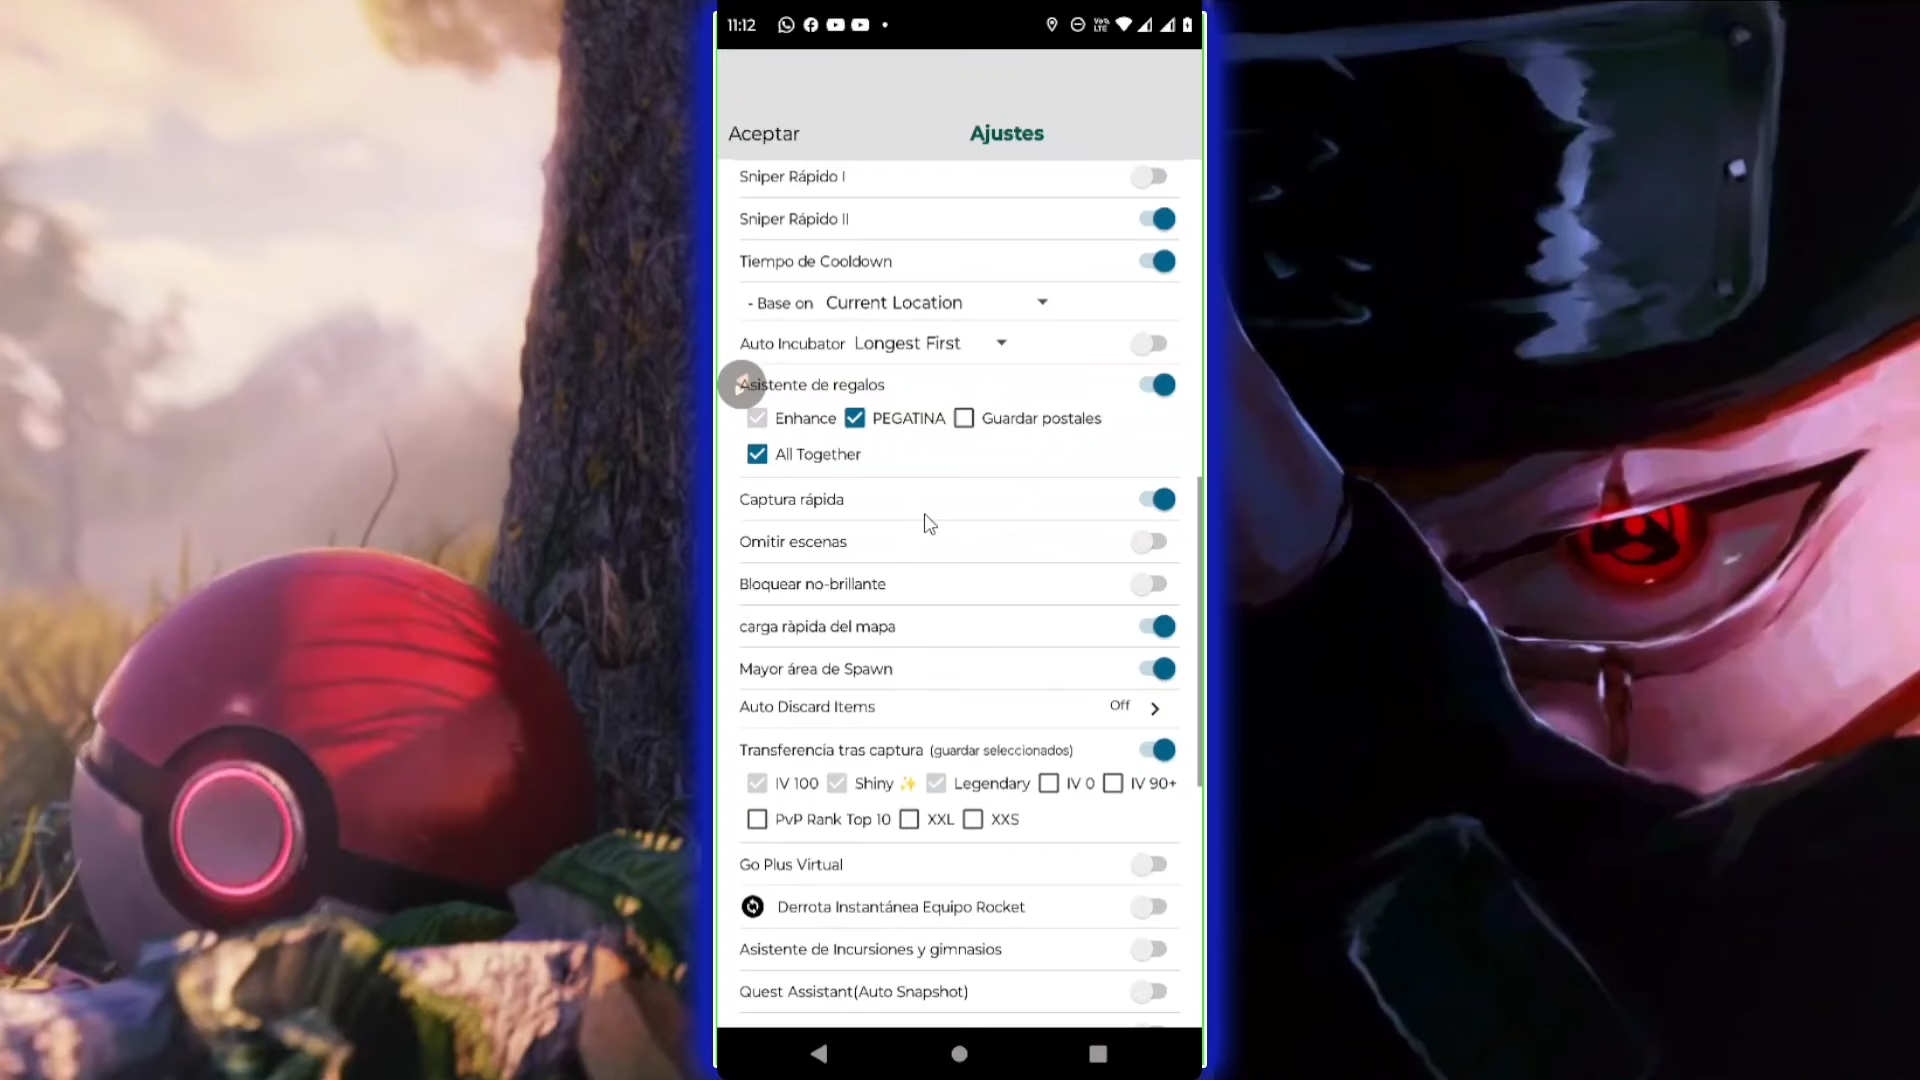 11:12
Vo LTE
Aceptar
Ajustes
Sniper Rápido I
Sniper Rápido II
Tiempo de Cooldown
- Base on Current Location
Auto Incubator Longest First
Asistente de regalos
Enhance PEGATINA Guardar postales
All Together
Captura rápida
Omitir escenas
Bloquear no-brillante
carga ràpida del mapa
Mayor área de Spawn
Auto Discard Items Off
Transferencia tras captura (guardar seleccionados)
IV 100 Shiny ✨ Legendary IV 0 IV 90+
PvP Rank Top 10 XXL XXS
Go Plus Virtual
Derrota Instantánea Equipo Rocket
Asistente de Incursiones y gimnasios
Quest Assistant(Auto Snapshot)